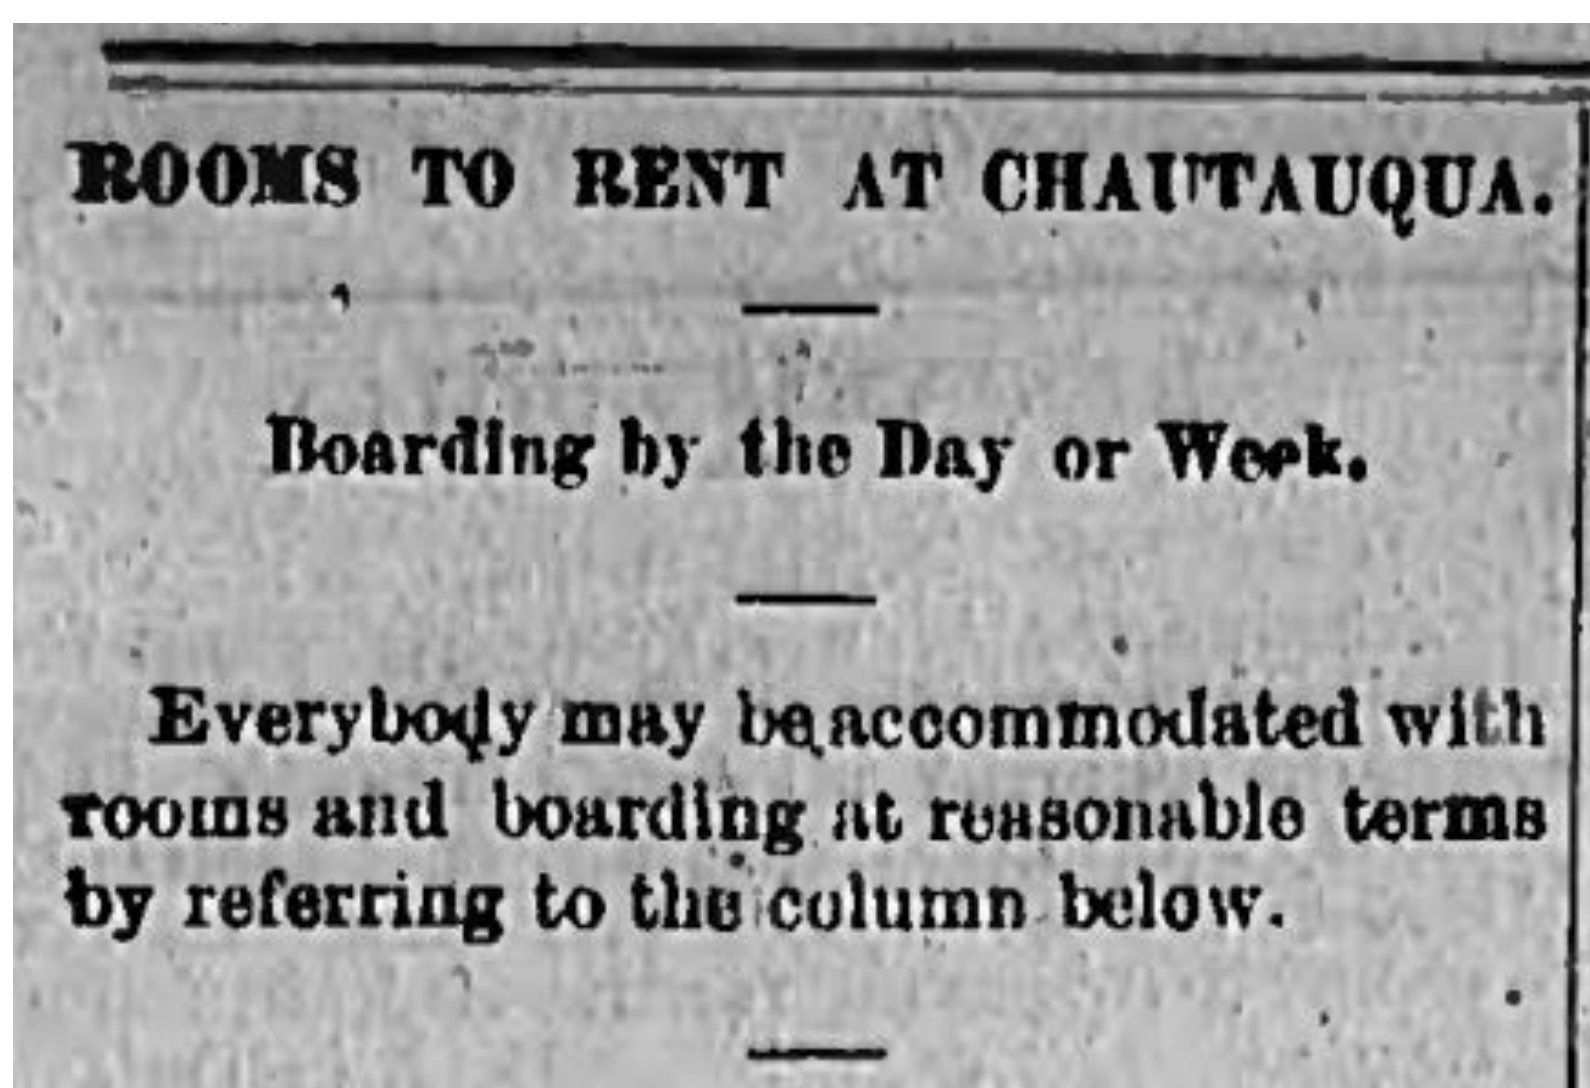 ROOMS TO RENT AT CHAUTAUQUA.
Boarding by the Day or Week.
Everybody may be accommodated with
rooms and boarding at reasonable terms
by referring to the column below.